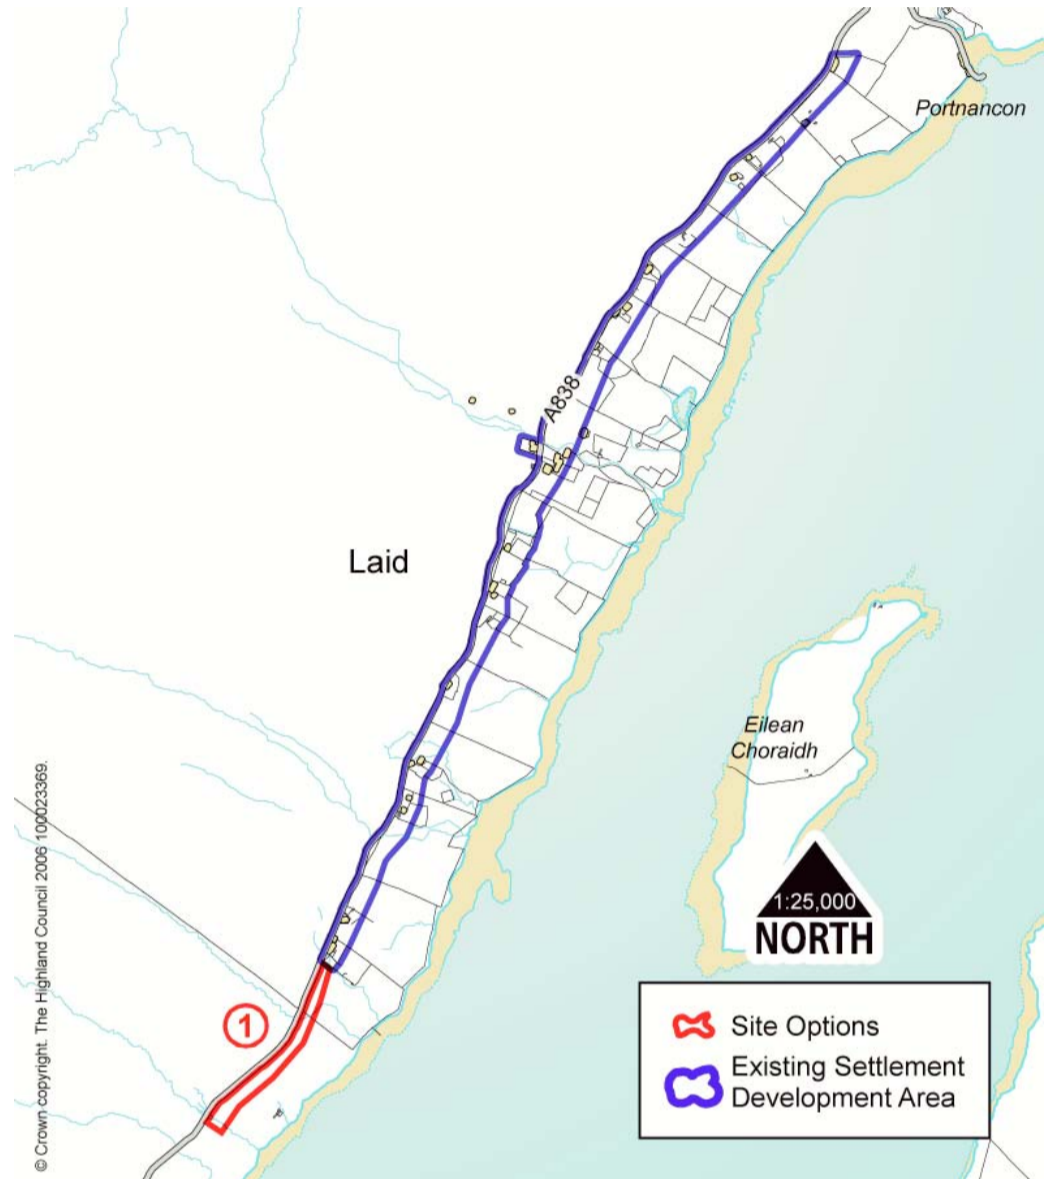 Portnancon
A838
Laid
Eilean
Choraidh
1:25,000
NORTH
1
Site Options
Existing Settlement
Development Area
© Crown copyright. The Highland Council 2006 100023369.